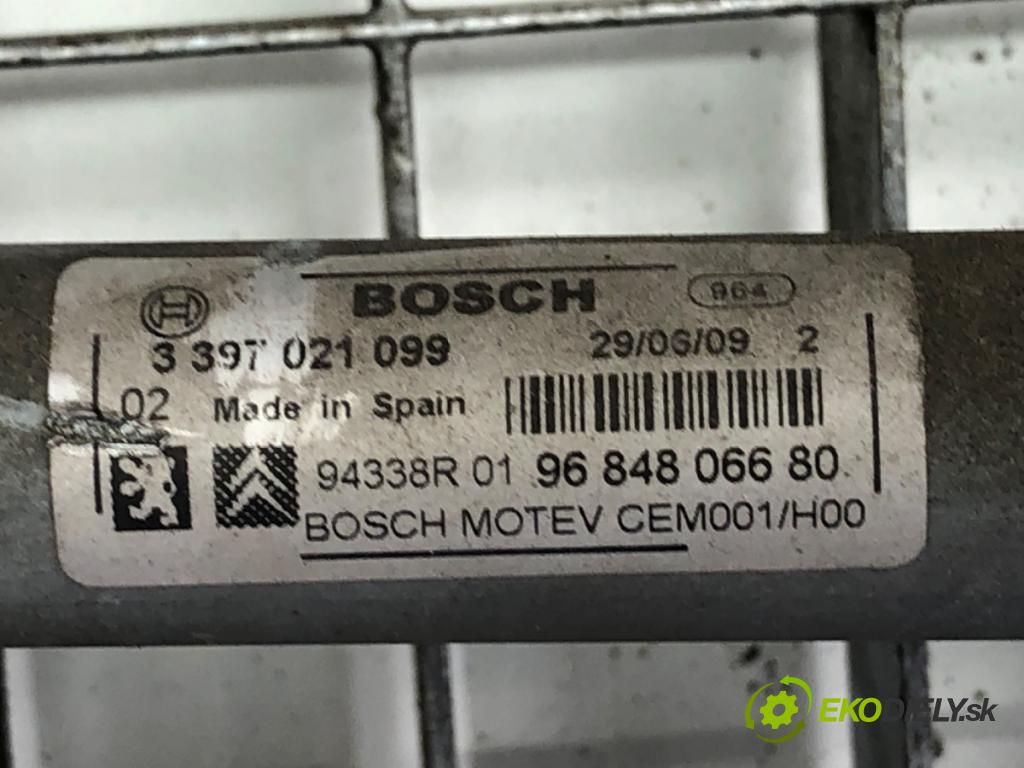 BOSCH 964
3 397 021 099 29/06/09 2
02 Made in Spain
94338R 01 96 848 066 80
BOSCH MOTEV CEM001/H00
EKODIELY.sk